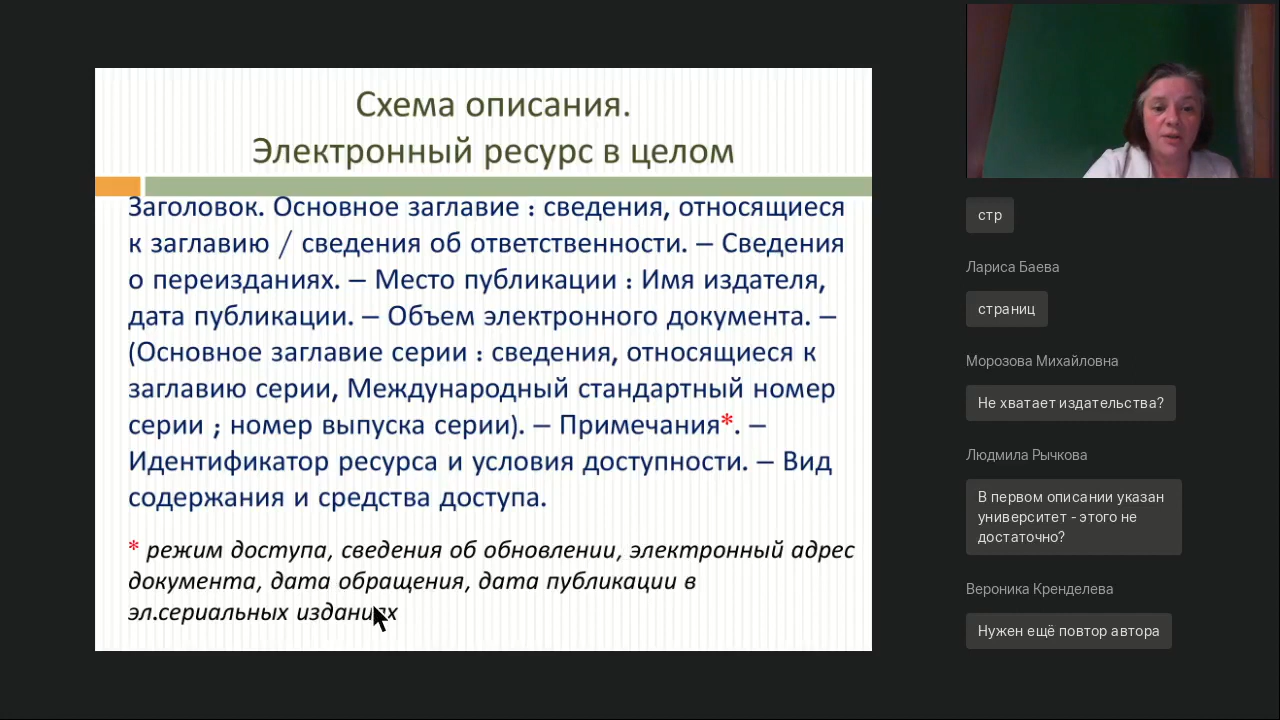 Схема описания.
Электронный ресурс в целом
Заголовок. Основное заглавие : сведения, относящиеся
к заглавию / сведения об ответственности. – Сведения
о переизданиях. – Место публикации : Имя издателя,
дата публикации. – Объем электронного документа. –
(Основное заглавие серии : сведения, относящиеся к
заглавию серии, Международный стандартный номер
серии ; номер выпуска серии). – Примечания*. –
Идентификатор ресурса и условия доступности. – Вид
содержания и средства доступа.
* режим доступа, сведения об обновлении, электронный адрес
документа, дата обращения, дата публикации в
эл.сериальных изданиях
стр
Лариса Баева
страниц
Морозова Михайловна
Не хватает издательства?
Людмила Рычкова
В первом описании указан
университет - этого не
достаточно?
Вероника Кренделева
Нужен ещё повтор автора